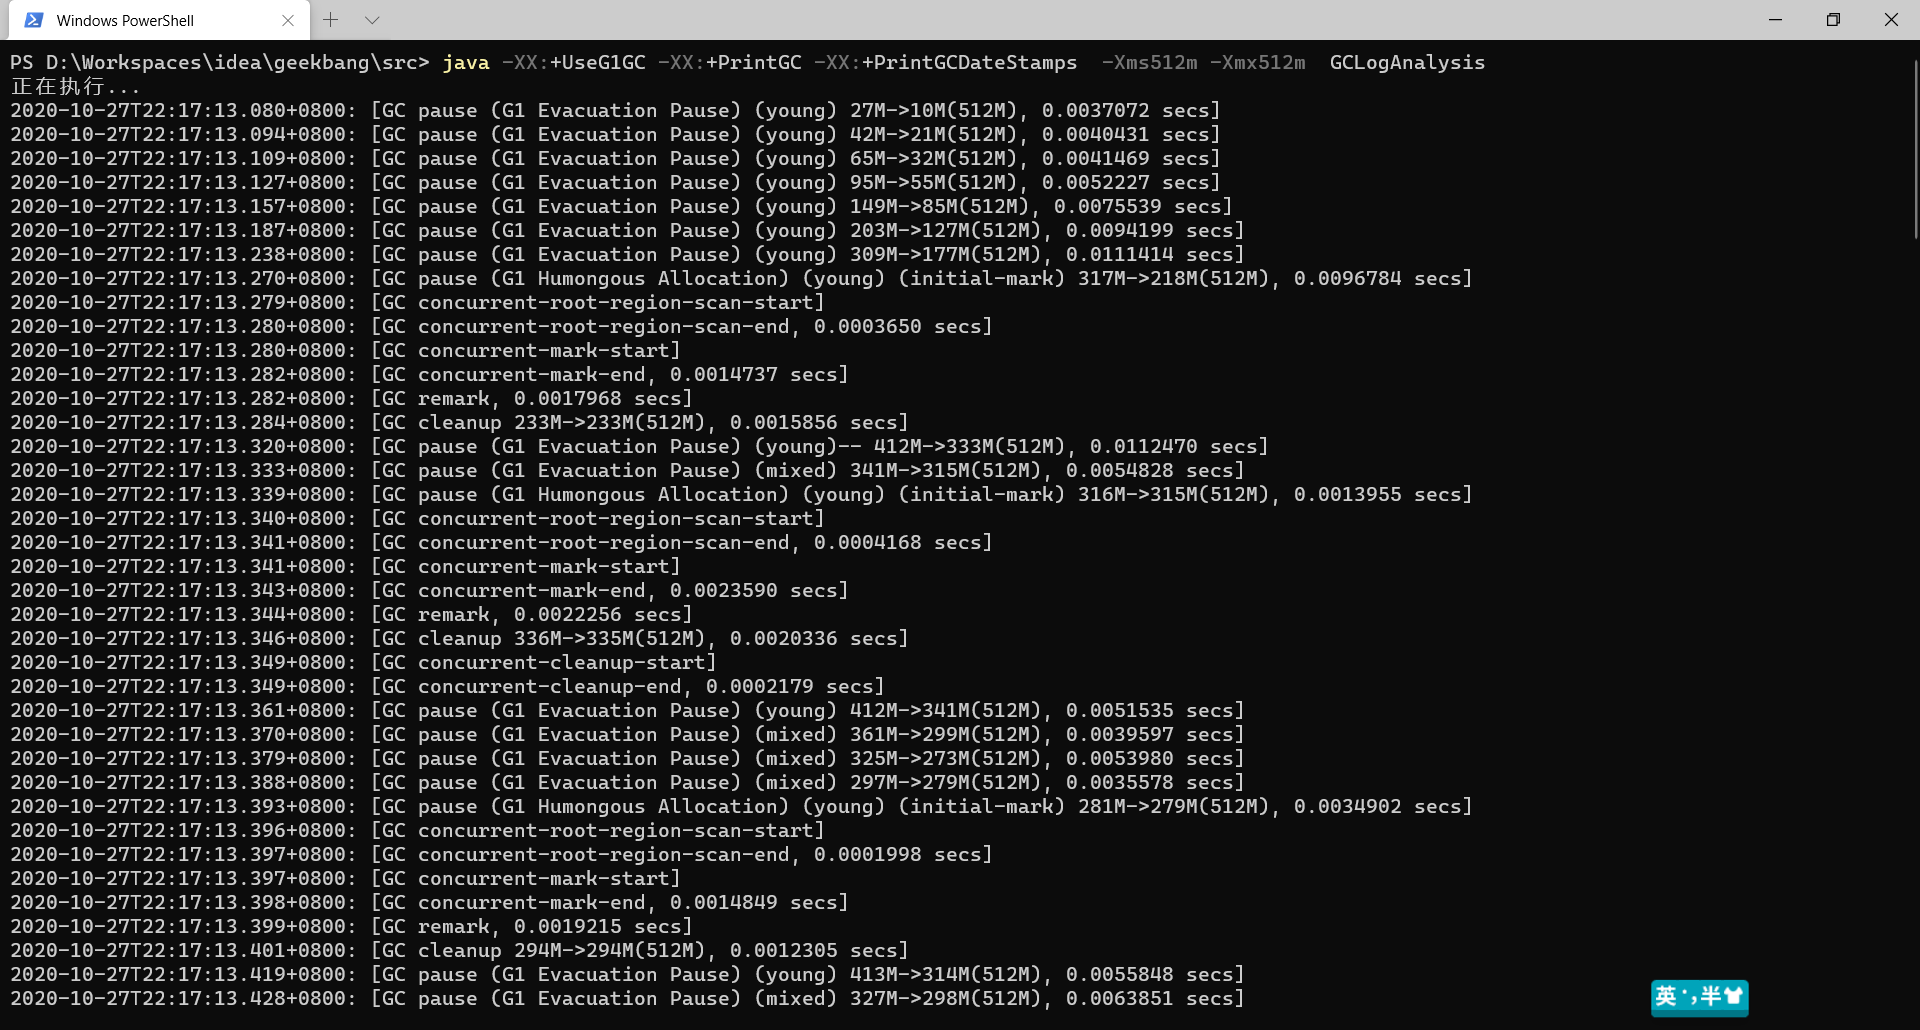 Windows PowerShell
PS D:\Workspaces\idea\geekbang\src> java -XX:+UseG1GC -XX:+PrintGC -XX:+PrintGCDateStamps  -Xms512m -Xmx512m  GCLogAnalysis
正在执行...
2020-10-27T22:17:13.080+0800: [GC pause (G1 Evacuation Pause) (young) 27M->10M(512M), 0.0037072 secs]
2020-10-27T22:17:13.094+0800: [GC pause (G1 Evacuation Pause) (young) 42M->21M(512M), 0.0040431 secs]
2020-10-27T22:17:13.109+0800: [GC pause (G1 Evacuation Pause) (young) 65M->32M(512M), 0.0041469 secs]
2020-10-27T22:17:13.127+0800: [GC pause (G1 Evacuation Pause) (young) 95M->55M(512M), 0.0052227 secs]
2020-10-27T22:17:13.157+0800: [GC pause (G1 Evacuation Pause) (young) 149M->85M(512M), 0.0075539 secs]
2020-10-27T22:17:13.187+0800: [GC pause (G1 Evacuation Pause) (young) 203M->127M(512M), 0.0094199 secs]
2020-10-27T22:17:13.238+0800: [GC pause (G1 Evacuation Pause) (young) 309M->177M(512M), 0.0111414 secs]
2020-10-27T22:17:13.270+0800: [GC pause (G1 Humongous Allocation) (young) (initial-mark) 317M->218M(512M), 0.0096784 secs]
2020-10-27T22:17:13.279+0800: [GC concurrent-root-region-scan-start]
2020-10-27T22:17:13.280+0800: [GC concurrent-root-region-scan-end, 0.0003650 secs]
2020-10-27T22:17:13.280+0800: [GC concurrent-mark-start]
2020-10-27T22:17:13.282+0800: [GC concurrent-mark-end, 0.0014737 secs]
2020-10-27T22:17:13.282+0800: [GC remark, 0.0017968 secs]
2020-10-27T22:17:13.284+0800: [GC cleanup 233M->233M(512M), 0.0015856 secs]
2020-10-27T22:17:13.320+0800: [GC pause (G1 Evacuation Pause) (young)-- 412M->333M(512M), 0.0112470 secs]
2020-10-27T22:17:13.333+0800: [GC pause (G1 Evacuation Pause) (mixed) 341M->315M(512M), 0.0054828 secs]
2020-10-27T22:17:13.339+0800: [GC pause (G1 Humongous Allocation) (young) (initial-mark) 316M->315M(512M), 0.0013955 secs]
2020-10-27T22:17:13.340+0800: [GC concurrent-root-region-scan-start]
2020-10-27T22:17:13.341+0800: [GC concurrent-root-region-scan-end, 0.0004168 secs]
2020-10-27T22:17:13.341+0800: [GC concurrent-mark-start]
2020-10-27T22:17:13.343+0800: [GC concurrent-mark-end, 0.0023590 secs]
2020-10-27T22:17:13.344+0800: [GC remark, 0.0022256 secs]
2020-10-27T22:17:13.346+0800: [GC cleanup 336M->335M(512M), 0.0020336 secs]
2020-10-27T22:17:13.349+0800: [GC concurrent-cleanup-start]
2020-10-27T22:17:13.349+0800: [GC concurrent-cleanup-end, 0.0002179 secs]
2020-10-27T22:17:13.361+0800: [GC pause (G1 Evacuation Pause) (young) 412M->341M(512M), 0.0051535 secs]
2020-10-27T22:17:13.370+0800: [GC pause (G1 Evacuation Pause) (mixed) 361M->299M(512M), 0.0039597 secs]
2020-10-27T22:17:13.379+0800: [GC pause (G1 Evacuation Pause) (mixed) 325M->273M(512M), 0.0053980 secs]
2020-10-27T22:17:13.388+0800: [GC pause (G1 Evacuation Pause) (mixed) 297M->279M(512M), 0.0035578 secs]
2020-10-27T22:17:13.393+0800: [GC pause (G1 Humongous Allocation) (young) (initial-mark) 281M->279M(512M), 0.0034902 secs]
2020-10-27T22:17:13.396+0800: [GC concurrent-root-region-scan-start]
2020-10-27T22:17:13.397+0800: [GC concurrent-root-region-scan-end, 0.0001998 secs]
2020-10-27T22:17:13.397+0800: [GC concurrent-mark-start]
2020-10-27T22:17:13.398+0800: [GC concurrent-mark-end, 0.0014849 secs]
2020-10-27T22:17:13.399+0800: [GC remark, 0.0019215 secs]
2020-10-27T22:17:13.401+0800: [GC cleanup 294M->294M(512M), 0.0012305 secs]
2020-10-27T22:17:13.419+0800: [GC pause (G1 Evacuation Pause) (young) 413M->314M(512M), 0.0055848 secs]
2020-10-27T22:17:13.428+0800: [GC pause (G1 Evacuation Pause) (mixed) 327M->298M(512M), 0.0063851 secs]
英 ·, 半